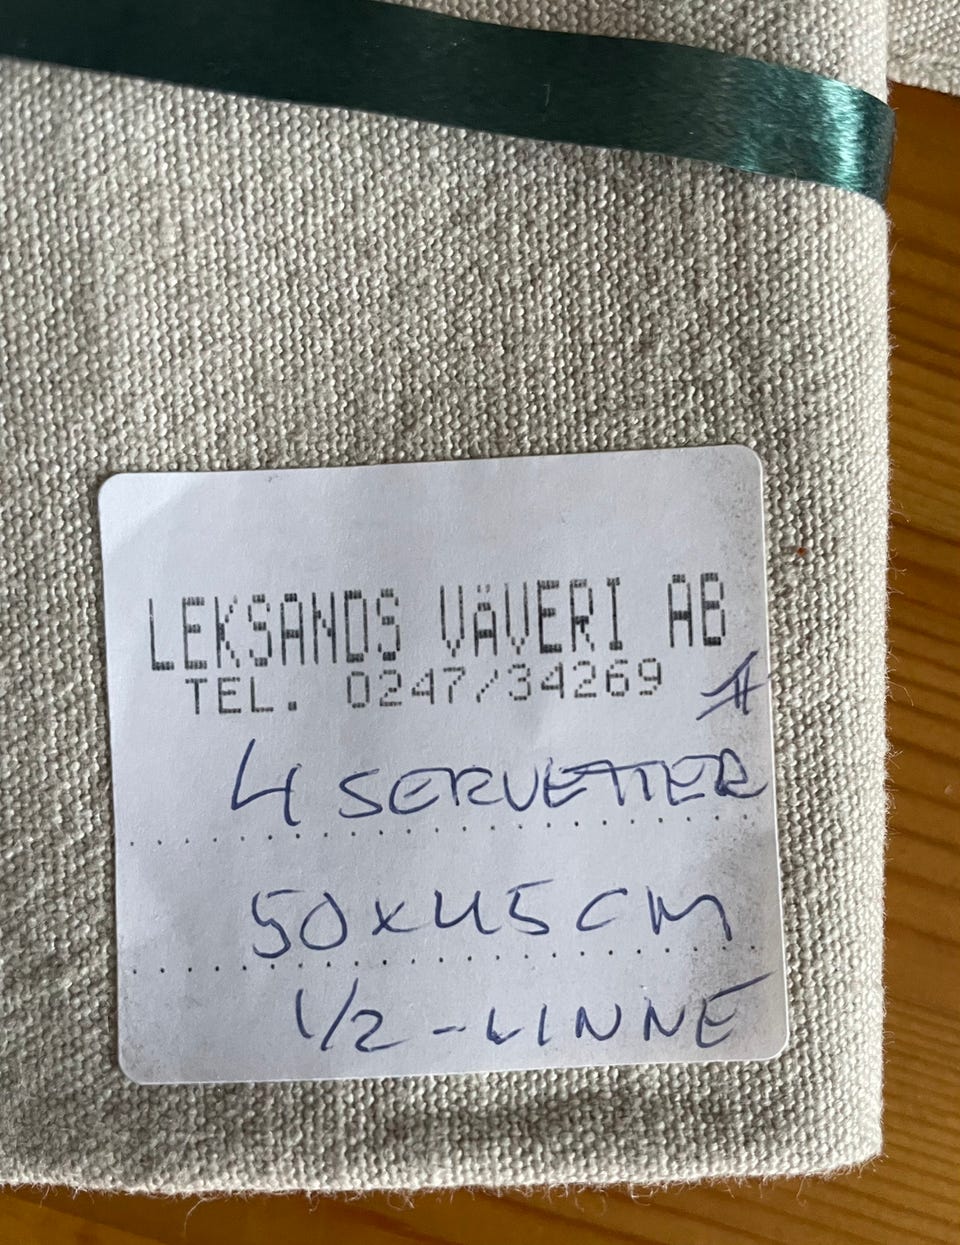 LEKSANDS VÄVERI AB
TEL. 0247/34269
4 SERVETTER
50X45 CM
1/2 - LINNE